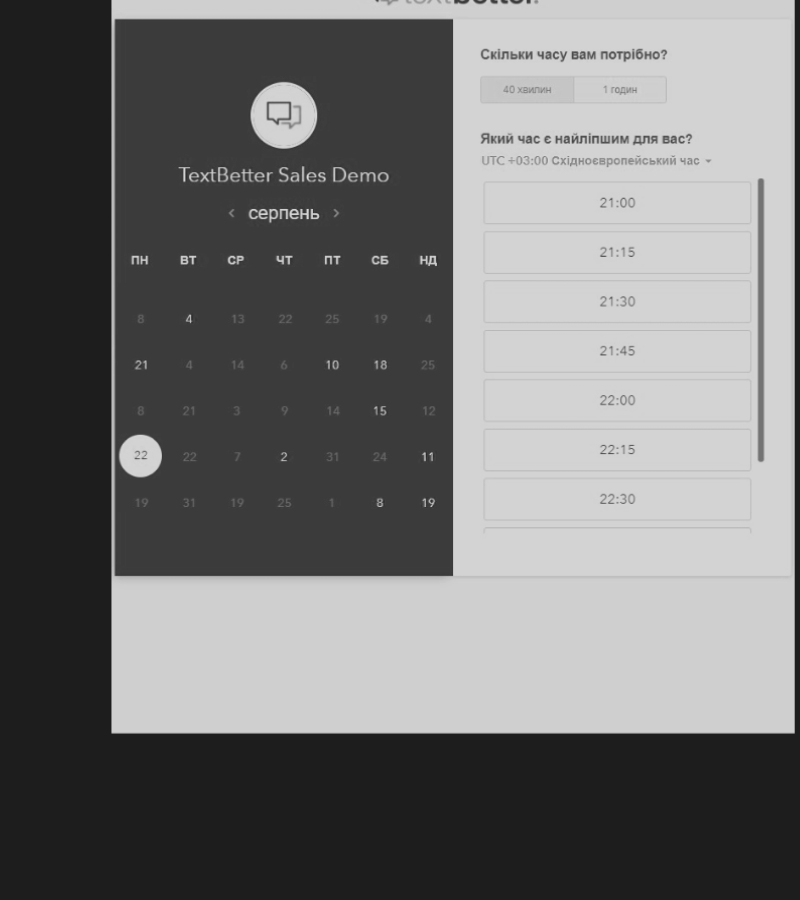 textbetter.
TextBetter Sales Demo
‹ серпень ›
ПН ВТ СР ЧТ ПТ СБ НД
8 4 13 22 25 19 4
21 4 14 6 10 18 25
8 21 3 9 14 15 12
22 22 7 2 31 24 11
19 31 19 25 1 8 19
Скільки часу вам потрібно?
40 хвилин 1 годин
Який час є найліпшим для вас?
UTC +03:00 Східноєвропейський час
21:00
21:15
21:30
21:45
22:00
22:15
22:30